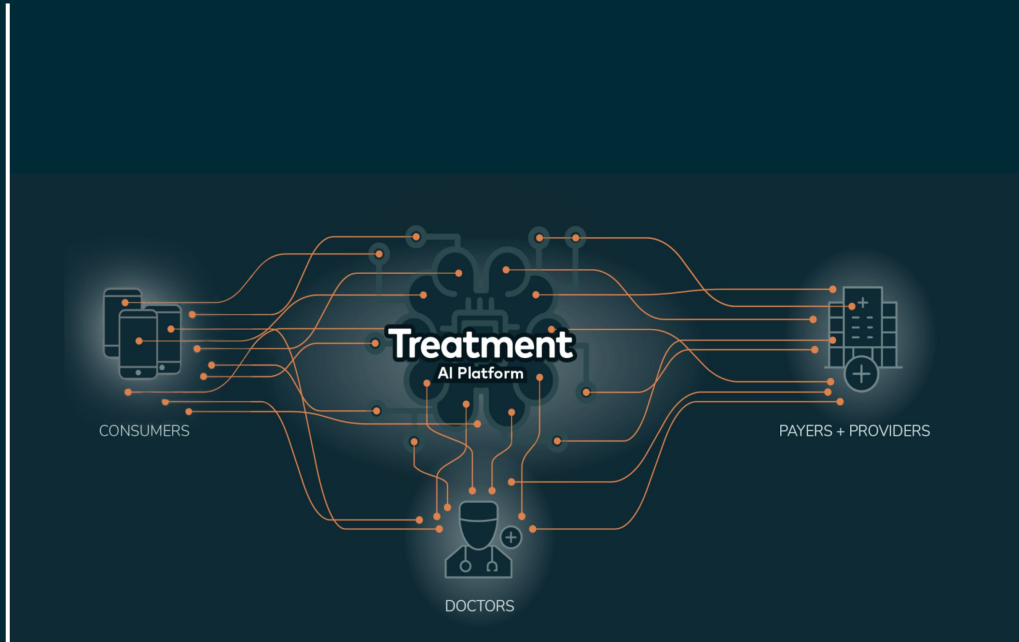 Treatment
AI Platform
CONSUMERS
PAYERS + PROVIDERS
DOCTORS